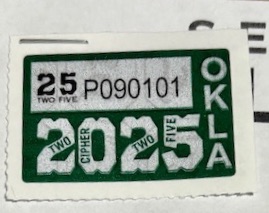 25 P090101
TWO FIVE
OKLA
2025
TWO CIPHER TWO FIVE
S E